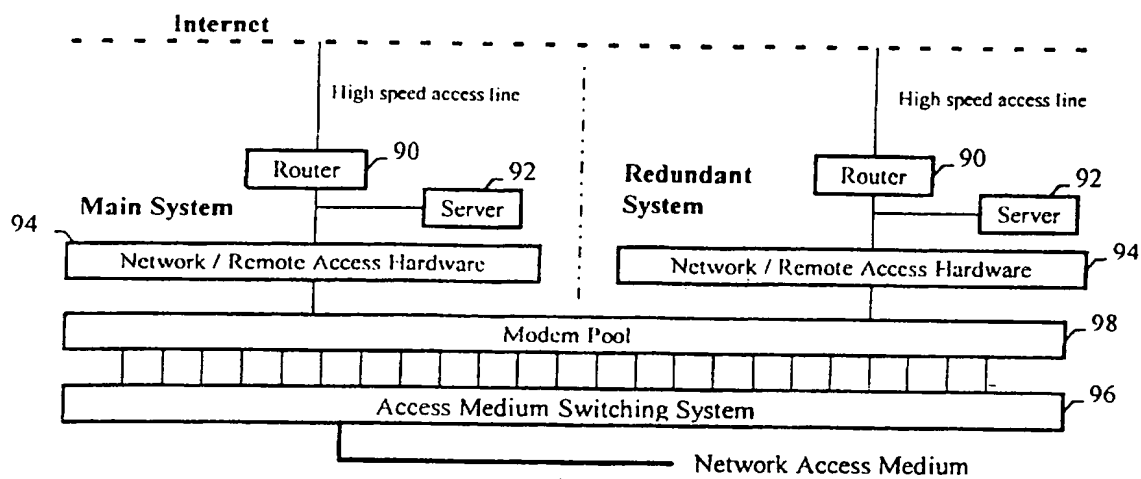 Internet
High speed access line
High speed access line
Router
90
Router
90
92
Server
92
Server
Main System
Redundant
System
94
Network / Remote Access Hardware
Network / Remote Access Hardware
94
Modem Pool
98
Access Medium Switching System
96
Network Access Medium